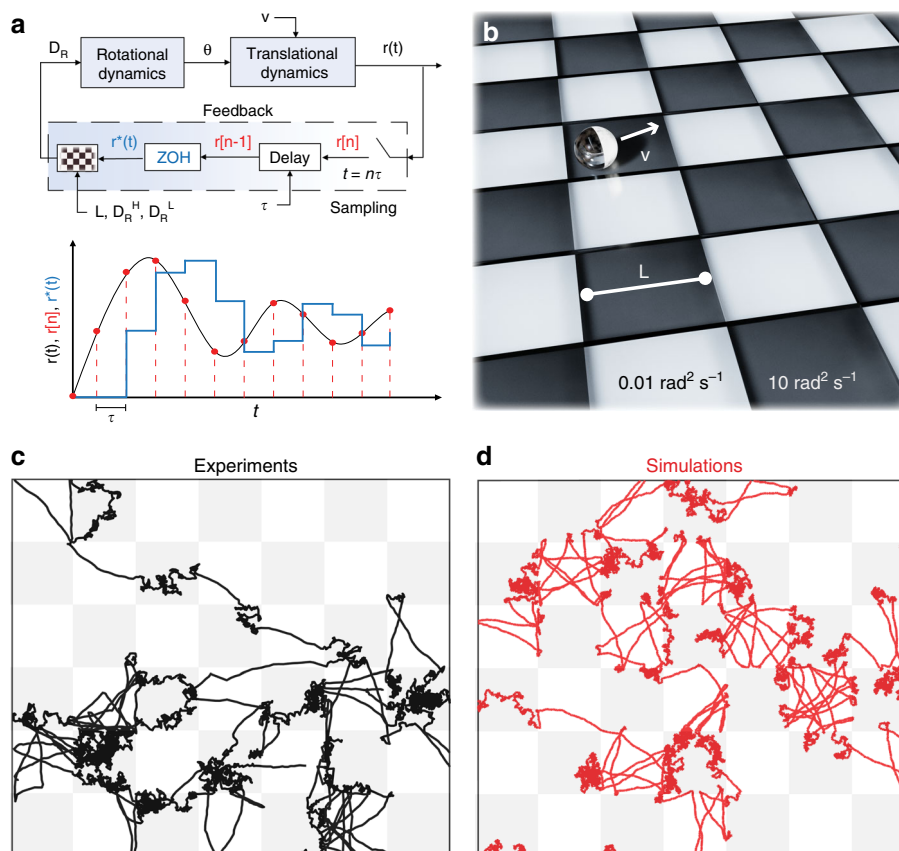 a
D_R
Rotational dynamics
θ
v
Translational dynamics
r(t)
Feedback
r*(t)
ZOH
r[n-1]
Delay
r[n]
t = nτ
L, D_R^H, D_R^L
τ
Sampling
r(t), r[n], r*(t)
τ
t
b
v
L
0.01 rad² s⁻¹
10 rad² s⁻¹
c
Experiments
d
Simulations